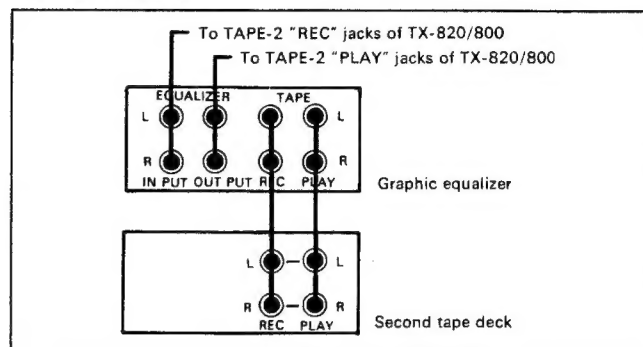 To TAPE-2 "REC" jacks of TX-820/800
To TAPE-2 "PLAY" jacks of TX-820/800
EQUALIZER TAPE
L L
R R
IN PUT OUT PUT REC PLAY
Graphic equalizer
L L
R R
REC PLAY
Second tape deck